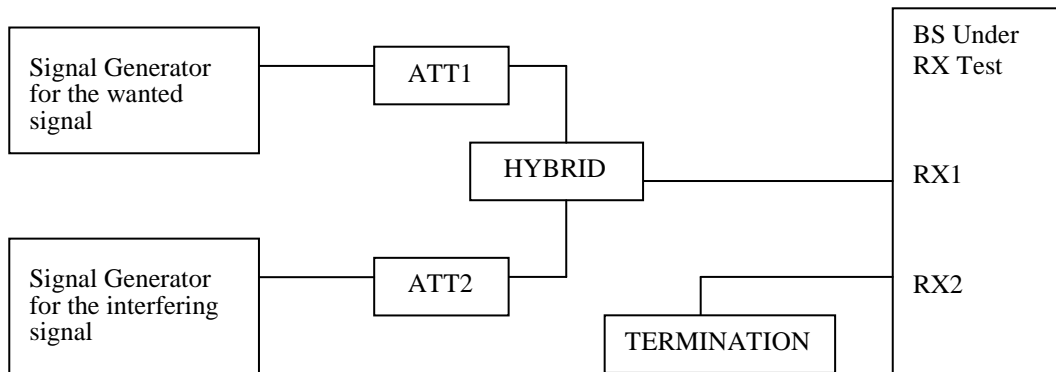 Signal Generator
for the wanted
signal
ATT1
HYBRID
BS Under
RX Test
RX1
Signal Generator
for the interfering
signal
ATT2
RX2
TERMINATION